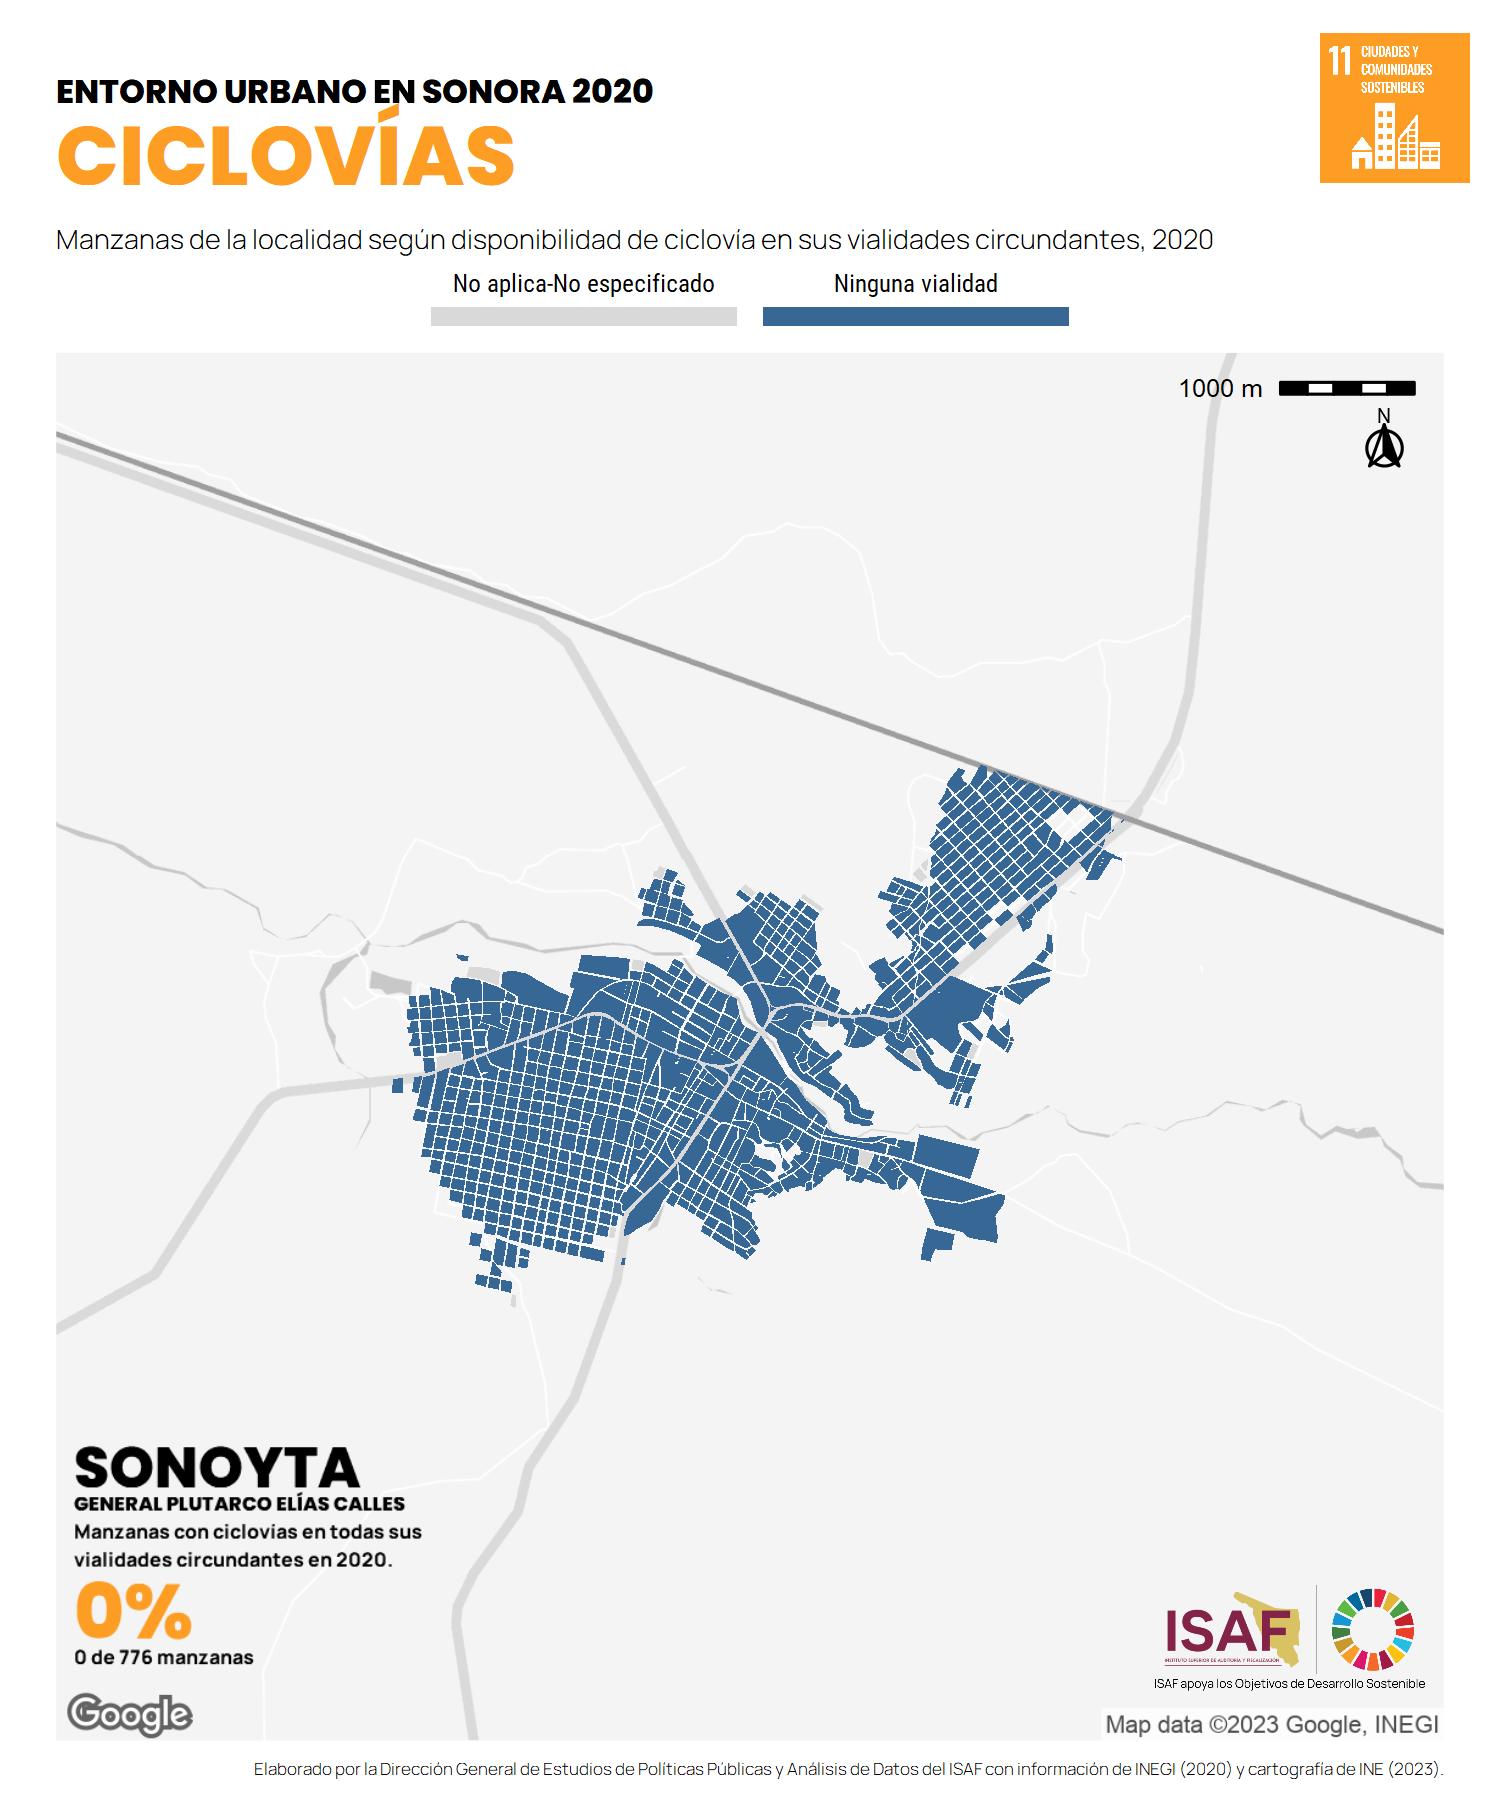 11 CIUDADES Y
COMUNIDADES
SOSTENIBLES
ENTORNO URBANO EN SONORA 2020
CICLOVÍAS
Manzanas de la localidad según disponibilidad de ciclovía en sus vialidades circundantes, 2020
No aplica-No especificado
Ninguna vialidad
1000 m
N
SONOYTA
GENERAL PLUTARCO ELÍAS CALLES
Manzanas con ciclovias en todas sus
vialidades circundantes en 2020.
0%
0 de 776 manzanas
Google
ISAF
INSTITUTO SUPERIOR DE AUDITORÍA Y FISCALIZACIÓN
ISAF apoya los Objetivos de Desarrollo Sostenible
Map data ©2023 Google, INEGI
Elaborado por la Dirección General de Estudios de Políticas Públicas y Análisis de Datos del ISAF con información de INEGI (2020) y cartografía de INE (2023).